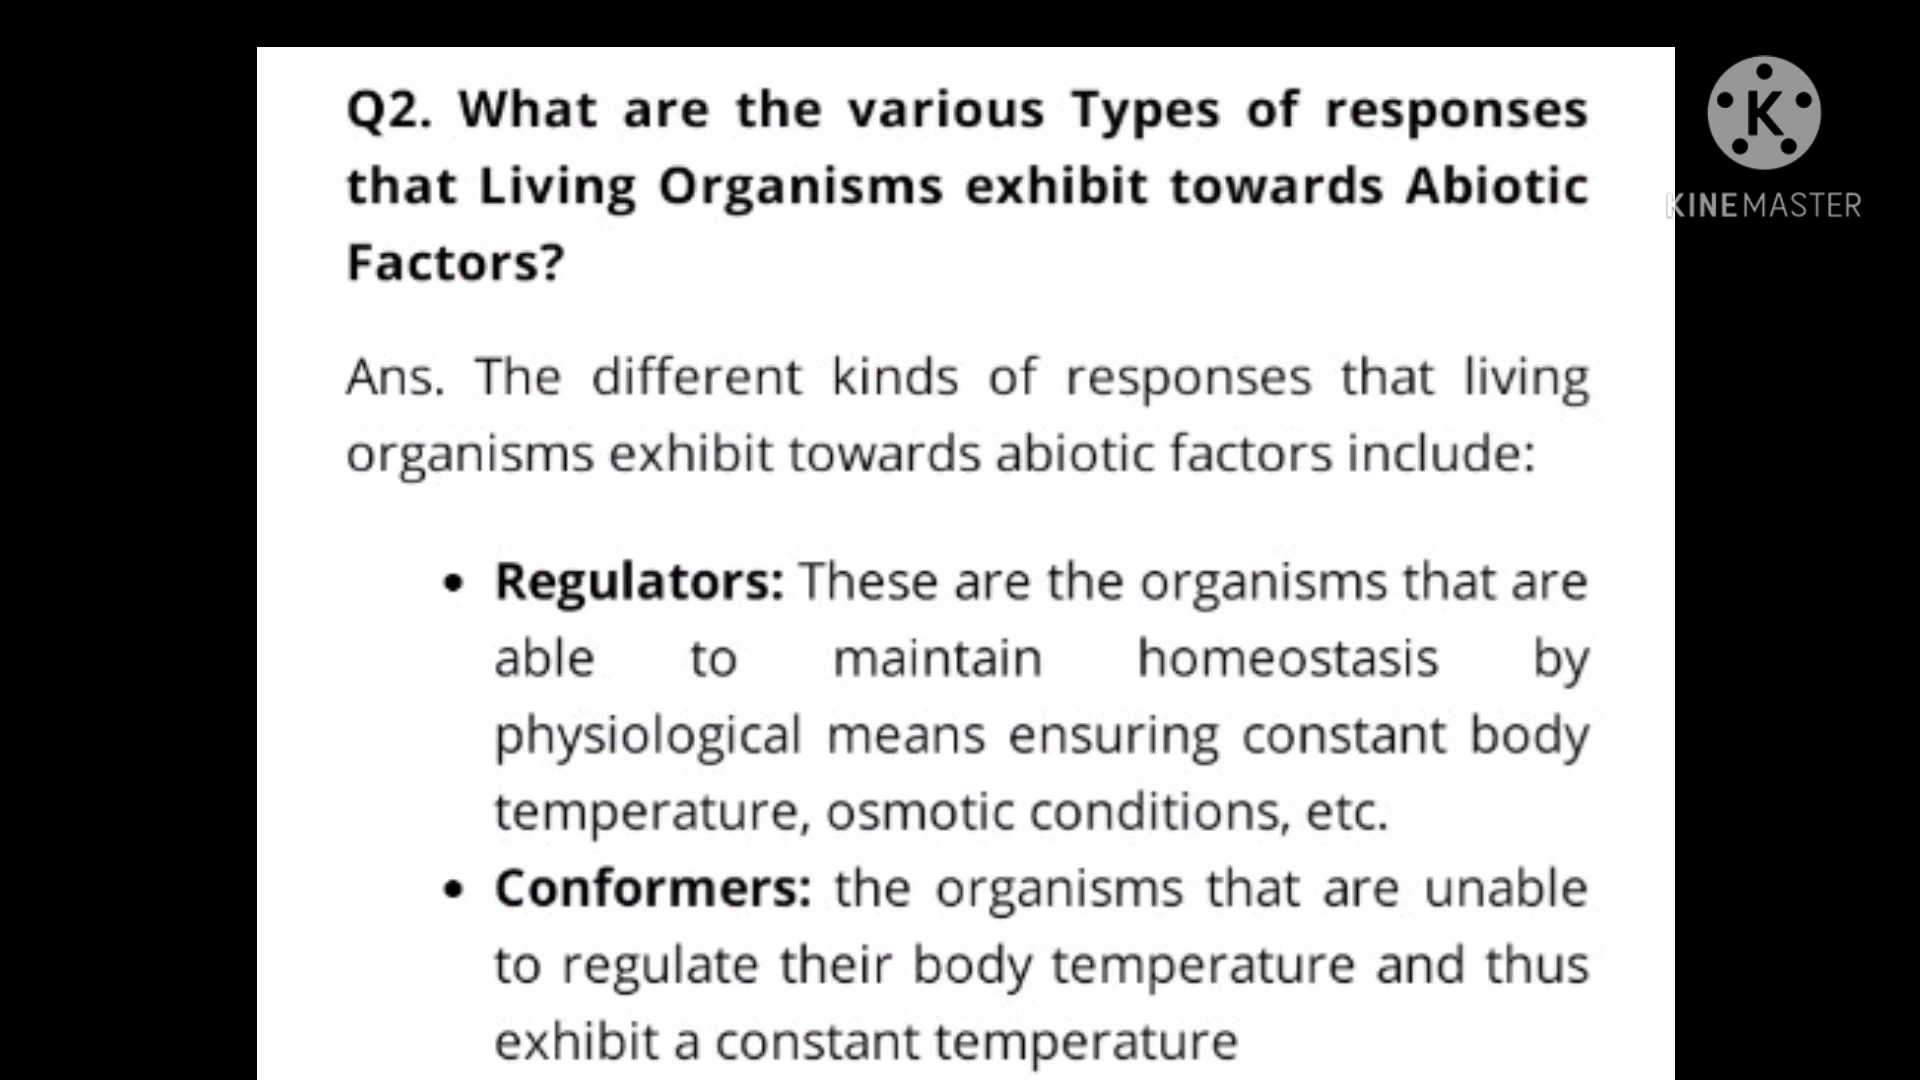 Q2. What are the various Types of responses
that Living Organisms exhibit towards Abiotic
Factors?
Ans. The different kinds of responses that living
organisms exhibit towards abiotic factors include:
• Regulators: These are the organisms that are
able to maintain homeostasis by
physiological means ensuring constant body
temperature, osmotic conditions, etc.
• Conformers: the organisms that are unable
to regulate their body temperature and thus
exhibit a constant temperature
K
KINEMASTER